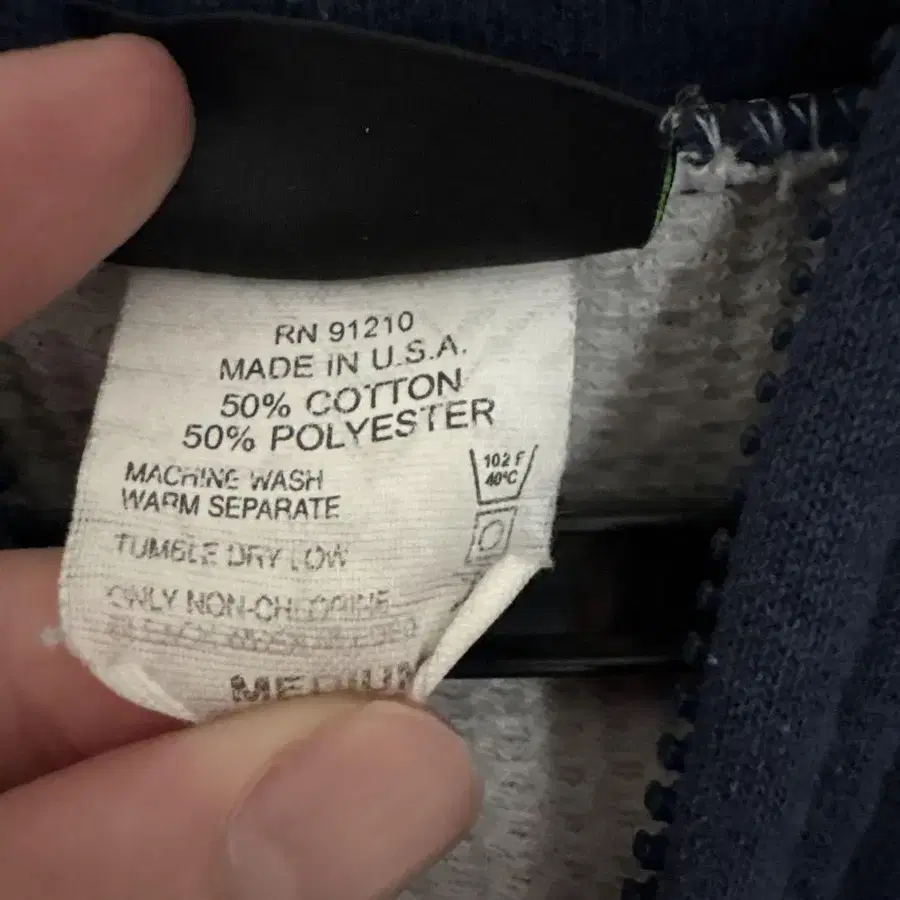 RN 91210
MADE IN U.S.A.
50% COTTON
50% POLYESTER
MACHINE WASH
WARM SEPARATE
102 F
40°C
TUMBLE DRY LOW
ONLY NON-CHLORINE
MEDIUM